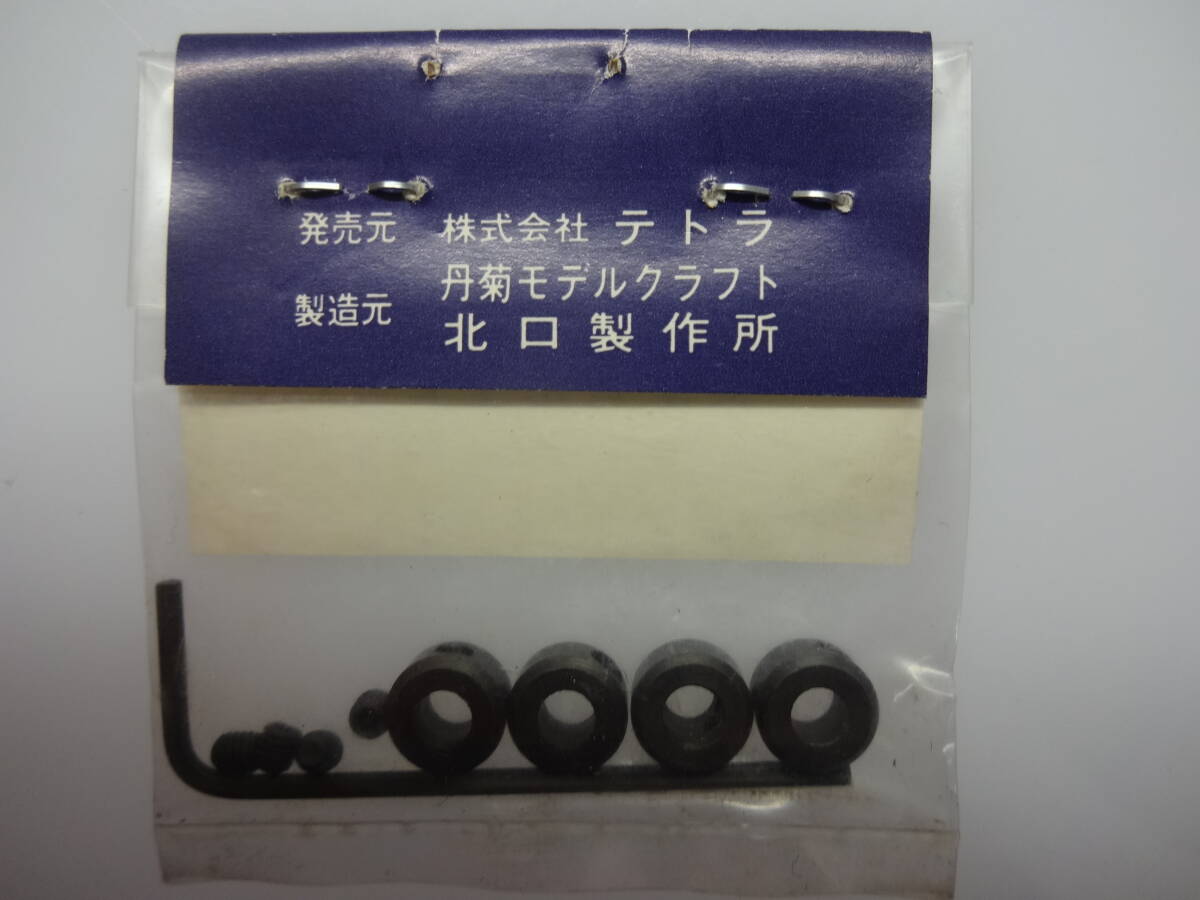 発売元 株式会社 テトラ
製造元 丹菊モデルクラフト
北口製作所